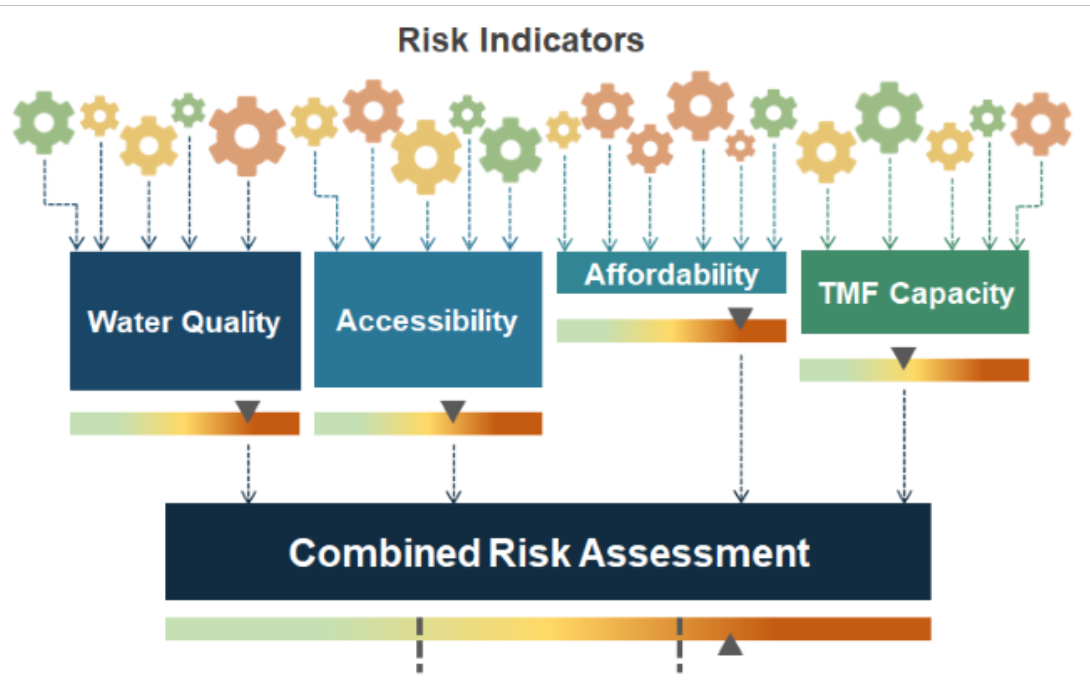 Risk Indicators
Water Quality
Accessibility
Affordability
TMF Capacity
Combined Risk Assessment